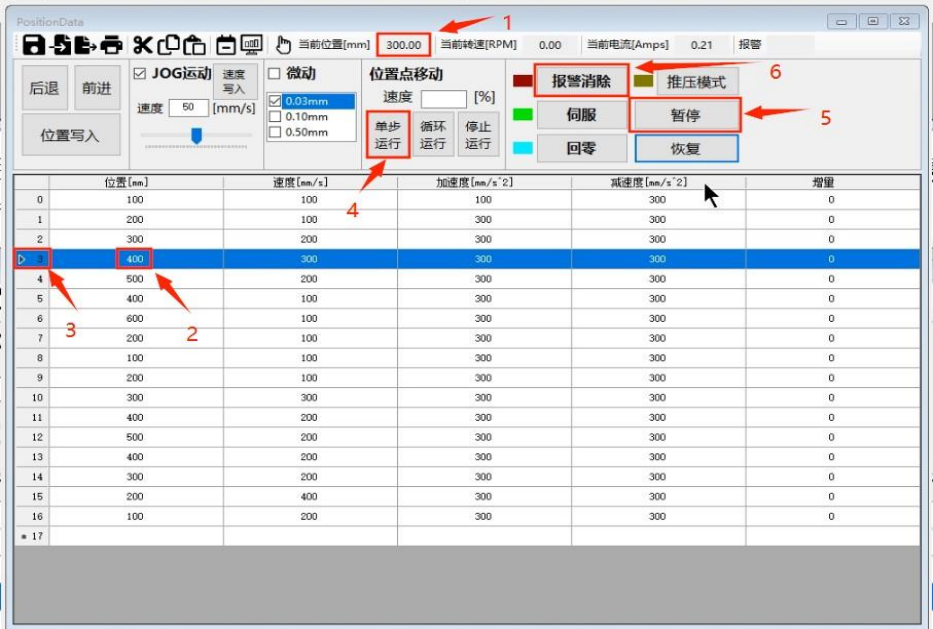 PositionData
当前位置[mm] 300.00 当前转速[RPM] 0.00 当前电流[Amps] 0.21 报警
1
后退 前进 JOG运动 速度写入 微动 位置点移动 报警消除 推压模式
6
速度 50 [mm/s] 0.03mm 速度 [%]
0.10mm 伺服 暂停
5
位置写入 0.50mm 单步运行 循环运行 停止运行 回零 恢复
4
位置[mm] 速度[mm/s] 加速度[mm/s^2] 减速度[mm/s^2] 增量
0 100 100 100 300 0
1 200 100 300 300 0
2 300 200 300 300 0
3 400 300 300 300 0
4 500 200 300 300 0
5 400 100 300 300 0
6 600 100 300 300 0
3 2
7 200 100 300 300 0
8 100 100 300 300 0
9 200 100 300 300 0
10 300 300 300 300 0
11 400 200 300 300 0
12 500 200 300 300 0
13 400 200 300 300 0
14 300 200 300 300 0
15 200 400 300 300 0
16 100 200 300 300 0
17